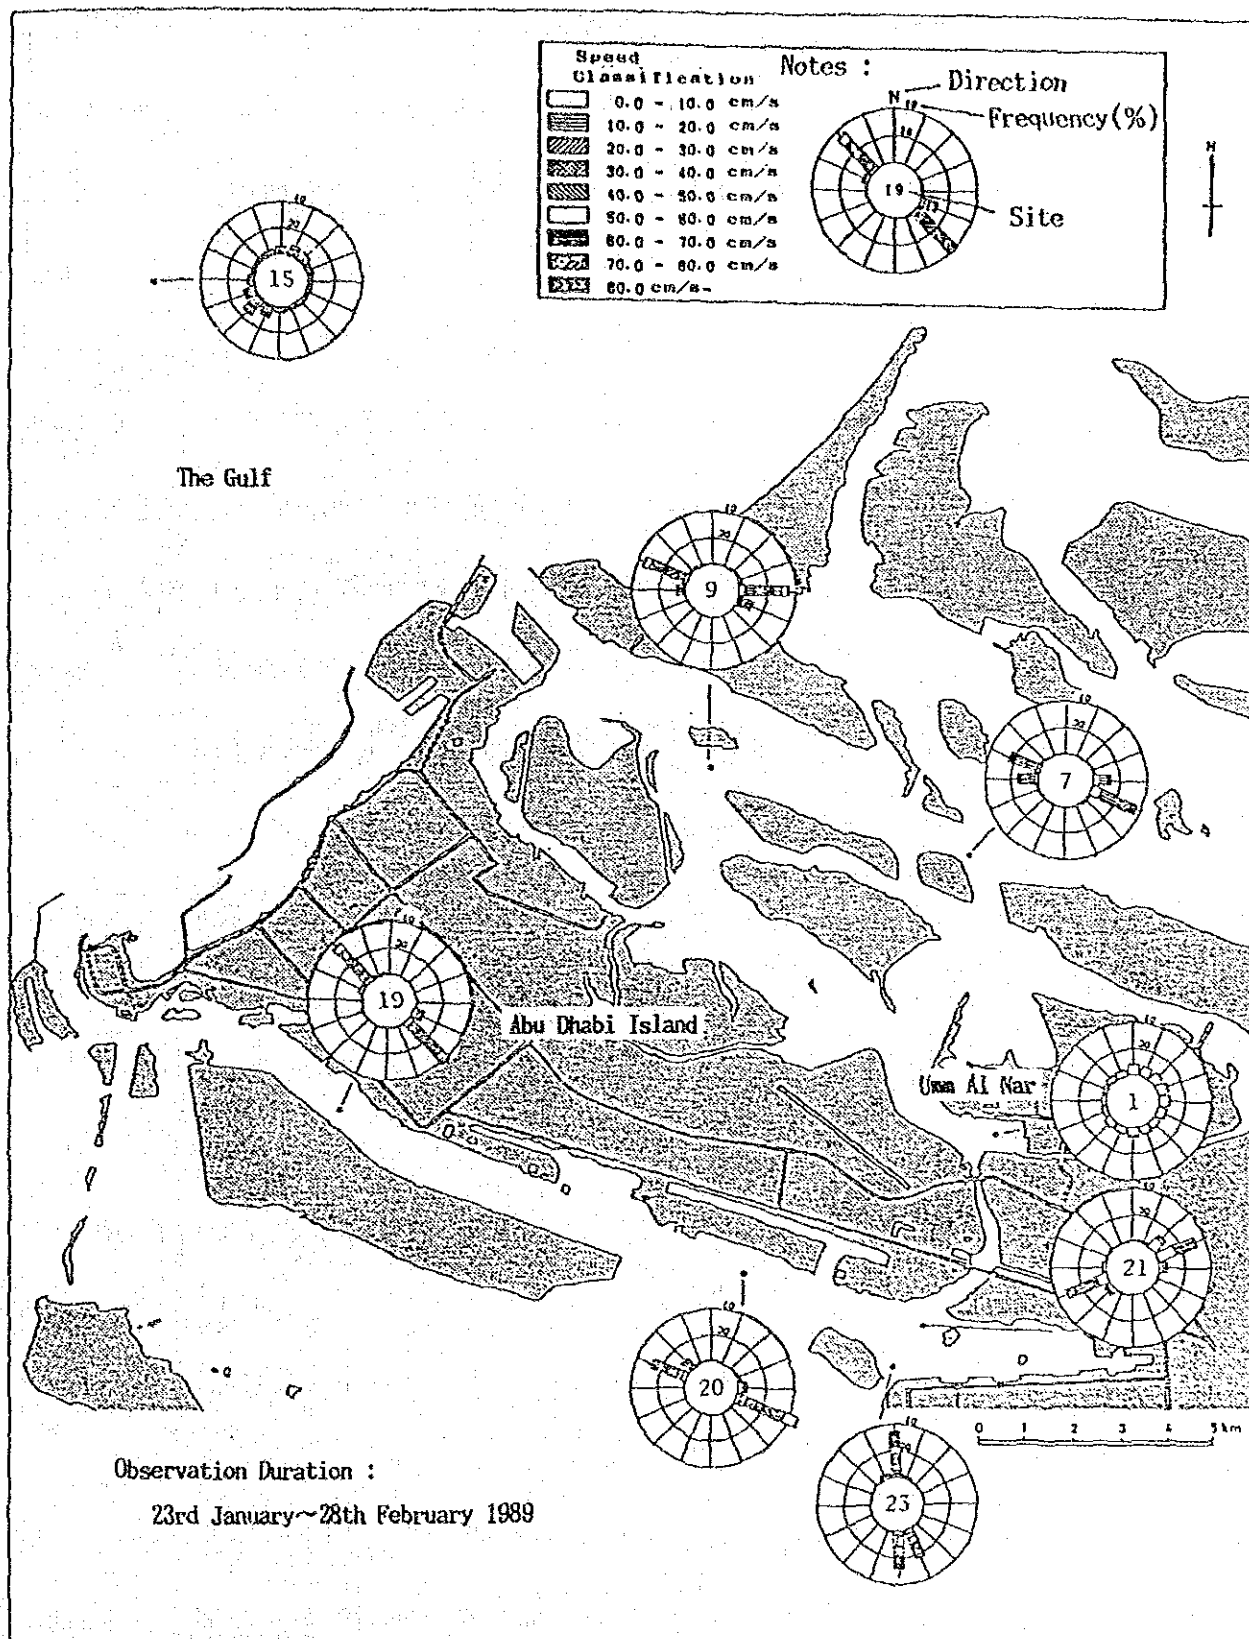 Speed
Classification
0.0 - 10.0 cm/s
10.0 - 20.0 cm/s
20.0 - 30.0 cm/s
30.0 - 40.0 cm/s
40.0 - 50.0 cm/s
50.0 - 60.0 cm/s
60.0 - 70.0 cm/s
70.0 - 80.0 cm/s
80.0 cm/s-
Notes :
N
Direction
Frequency(%)
19
Site
N
15
The Gulf
9
7
19
Abu Dhabi Island
Umm Al Nar
1
21
20
23
0 1 2 3 4 5 km
Observation Duration :
23rd January~28th February 1989